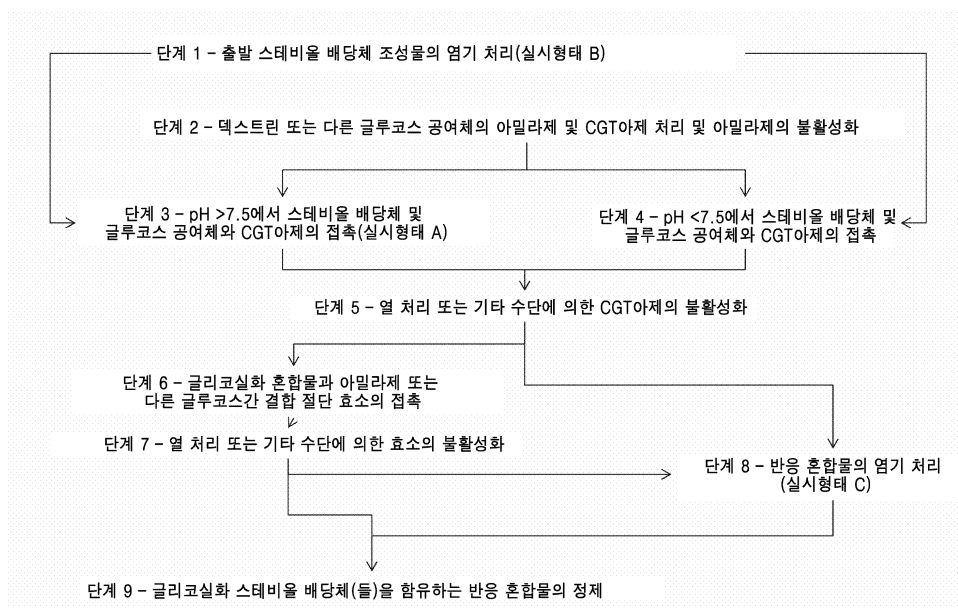 단계 1 – 출발 스테비올 배당체 조성물의 염기 처리(실시형태 B)
단계 2 – 덱스트린 또는 다른 글루코스 공여체의 아밀라제 및 CGT아제 처리 및 아밀라제의 불활성화
단계 3 – pH >7.5에서 스테비올 배당체 및
글루코스 공여체와 CGT아제의 접촉(실시형태 A)
단계 4 – pH <7.5에서 스테비올 배당체 및
글루코스 공여체와 CGT아제의 접촉
단계 5 – 열 처리 또는 기타 수단에 의한 CGT아제의 불활성화
단계 6 – 글리코실화 혼합물과 아밀라제 또는
다른 글루코스간 결합 절단 효소의 접촉
단계 7 – 열 처리 또는 기타 수단에 의한 효소의 불활성화
단계 8 – 반응 혼합물의 염기 처리
(실시형태 C)
단계 9 – 글리코실화 스테비올 배당체(들)을 함유하는 반응 혼합물의 정제